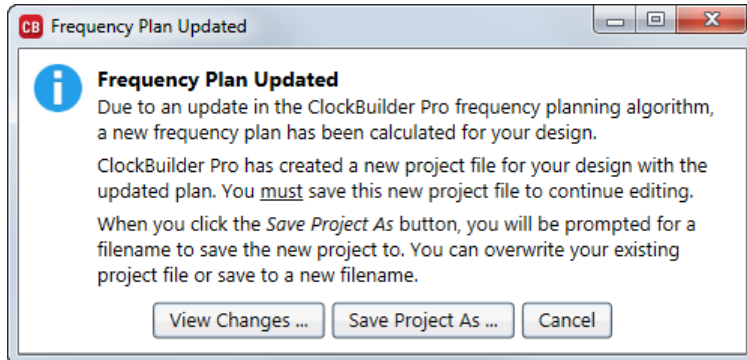 CB Frequency Plan Updated
Frequency Plan Updated
Due to an update in the ClockBuilder Pro frequency planning algorithm,
a new frequency plan has been calculated for your design.
ClockBuilder Pro has created a new project file for your design with the
updated plan. You must save this new project file to continue editing.
When you click the Save Project As button, you will be prompted for a
filename to save the new project to. You can overwrite your existing
project file or save to a new filename.
View Changes ... Save Project As ... Cancel